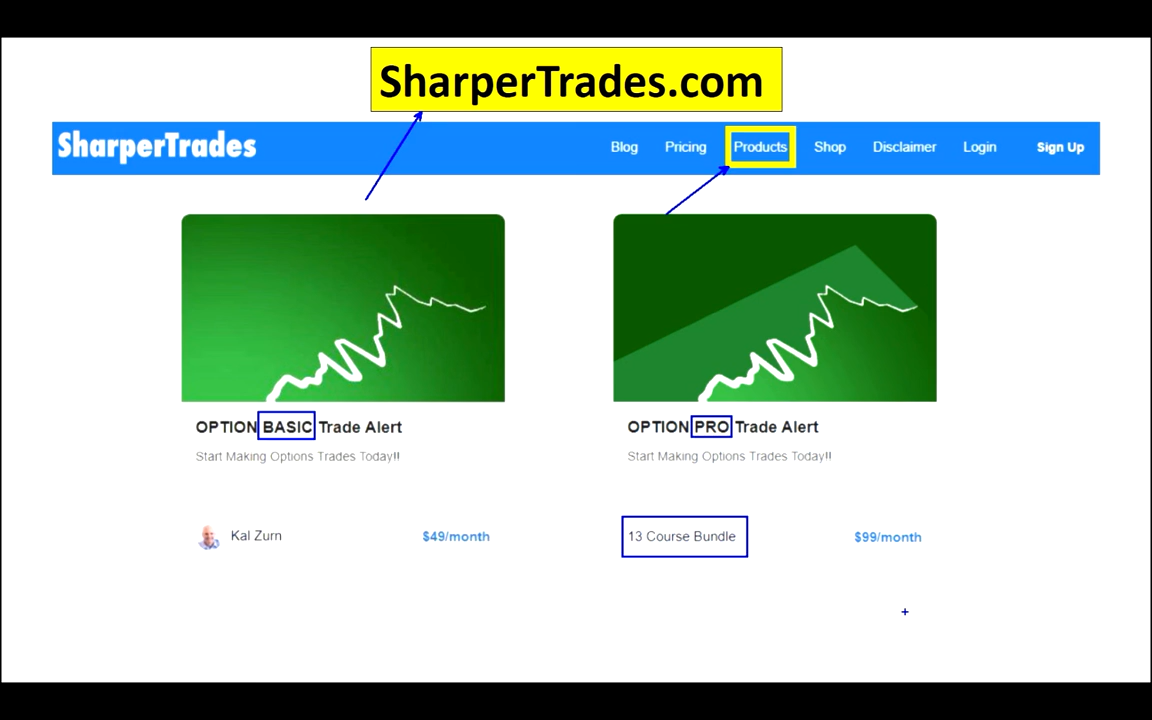 SharperTrades.com
SharperTrades Blog Pricing Products Shop Disclaimer Login Sign Up
OPTION BASIC Trade Alert
Start Making Options Trades Today!!
Kal Zurn $49/month
OPTION PRO Trade Alert
Start Making Options Trades Today!!
13 Course Bundle $99/month